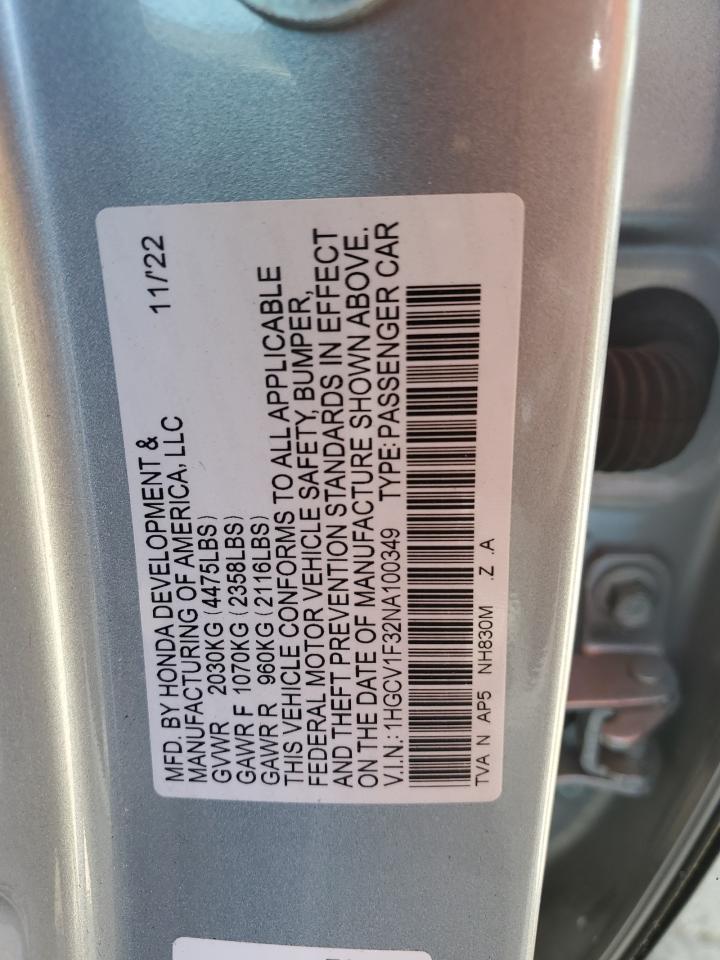 MFD. BY HONDA DEVELOPMENT & 11/'22
MANUFACTURING OF AMERICA, LLC
GVWR 2030KG (4475LBS)
GAWR F 1070KG (2358LBS)
GAWR R 960KG (2116LBS)
THIS VEHICLE CONFORMS TO ALL APPLICABLE
FEDERAL MOTOR VEHICLE SAFETY, BUMPER,
AND THEFT PREVENTION STANDARDS IN EFFECT
ON THE DATE OF MANUFACTURE SHOWN ABOVE.
V.I.N.: 1HGCV1F32NA100349 TYPE: PASSENGER CAR
TVA N AP5 NH830M .Z .A